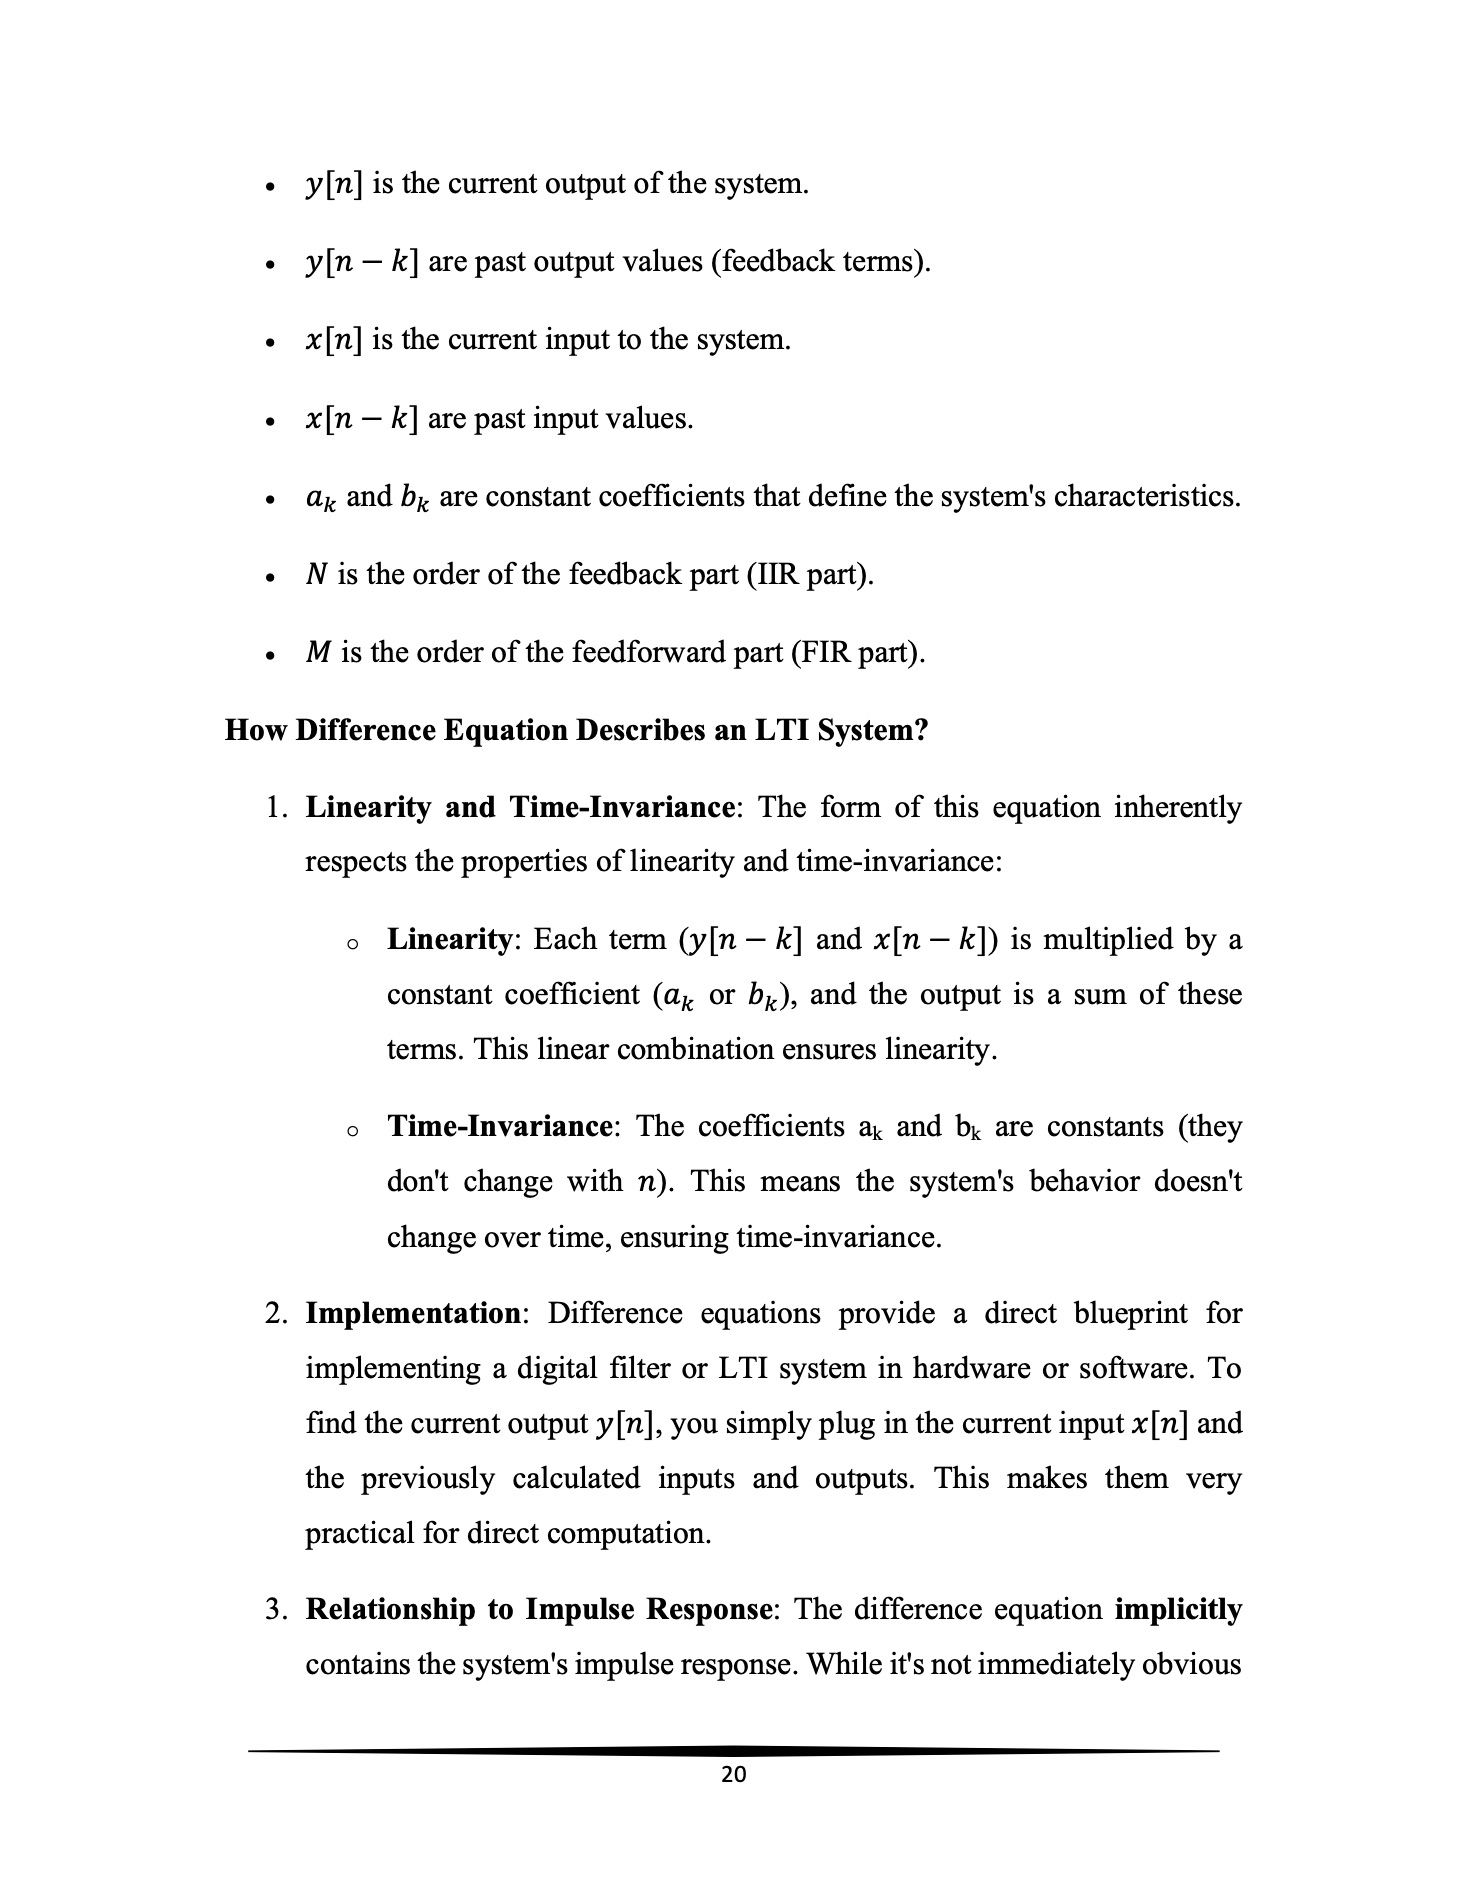 • y[n] is the current output of the system.
• y[n − k] are past output values (feedback terms).
• x[n] is the current input to the system.
• x[n − k] are past input values.
• aₖ and bₖ are constant coefficients that define the system's characteristics.
• N is the order of the feedback part (IIR part).
• M is the order of the feedforward part (FIR part).
How Difference Equation Describes an LTI System?
1. Linearity and Time-Invariance: The form of this equation inherently
respects the properties of linearity and time-invariance:
○ Linearity: Each term (y[n − k] and x[n − k]) is multiplied by a
constant coefficient (aₖ or bₖ), and the output is a sum of these
terms. This linear combination ensures linearity.
○ Time-Invariance: The coefficients aₖ and bₖ are constants (they
don't change with n). This means the system's behavior doesn't
change over time, ensuring time-invariance.
2. Implementation: Difference equations provide a direct blueprint for
implementing a digital filter or LTI system in hardware or software. To
find the current output y[n], you simply plug in the current input x[n] and
the previously calculated inputs and outputs. This makes them very
practical for direct computation.
3. Relationship to Impulse Response: The difference equation implicitly
contains the system's impulse response. While it's not immediately obvious
20